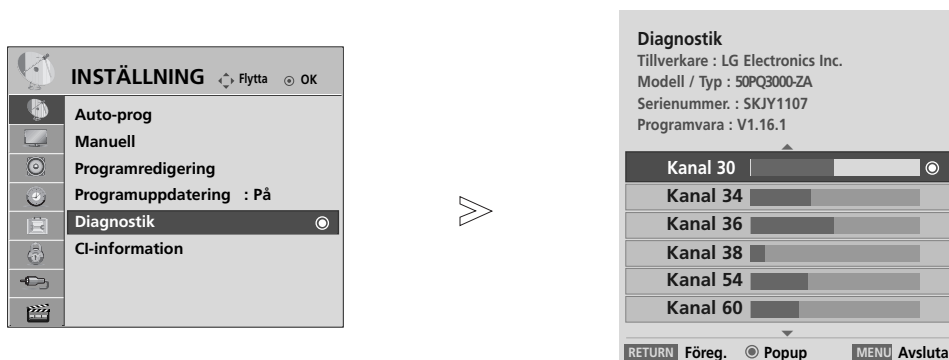 INSTÄLLNING Flytta OK
Auto-prog
Manuell
Programredigering
Programuppdatering : På
Diagnostik
CI-information
Diagnostik
Tillverkare : LG Electronics Inc.
Modell / Typ : 50PQ3000-ZA
Serienummer. : SKJY1107
Programvara : V1.16.1
Kanal 30
Kanal 34
Kanal 36
Kanal 38
Kanal 54
Kanal 60
RETURN Föreg. Popup MENU Avsluta